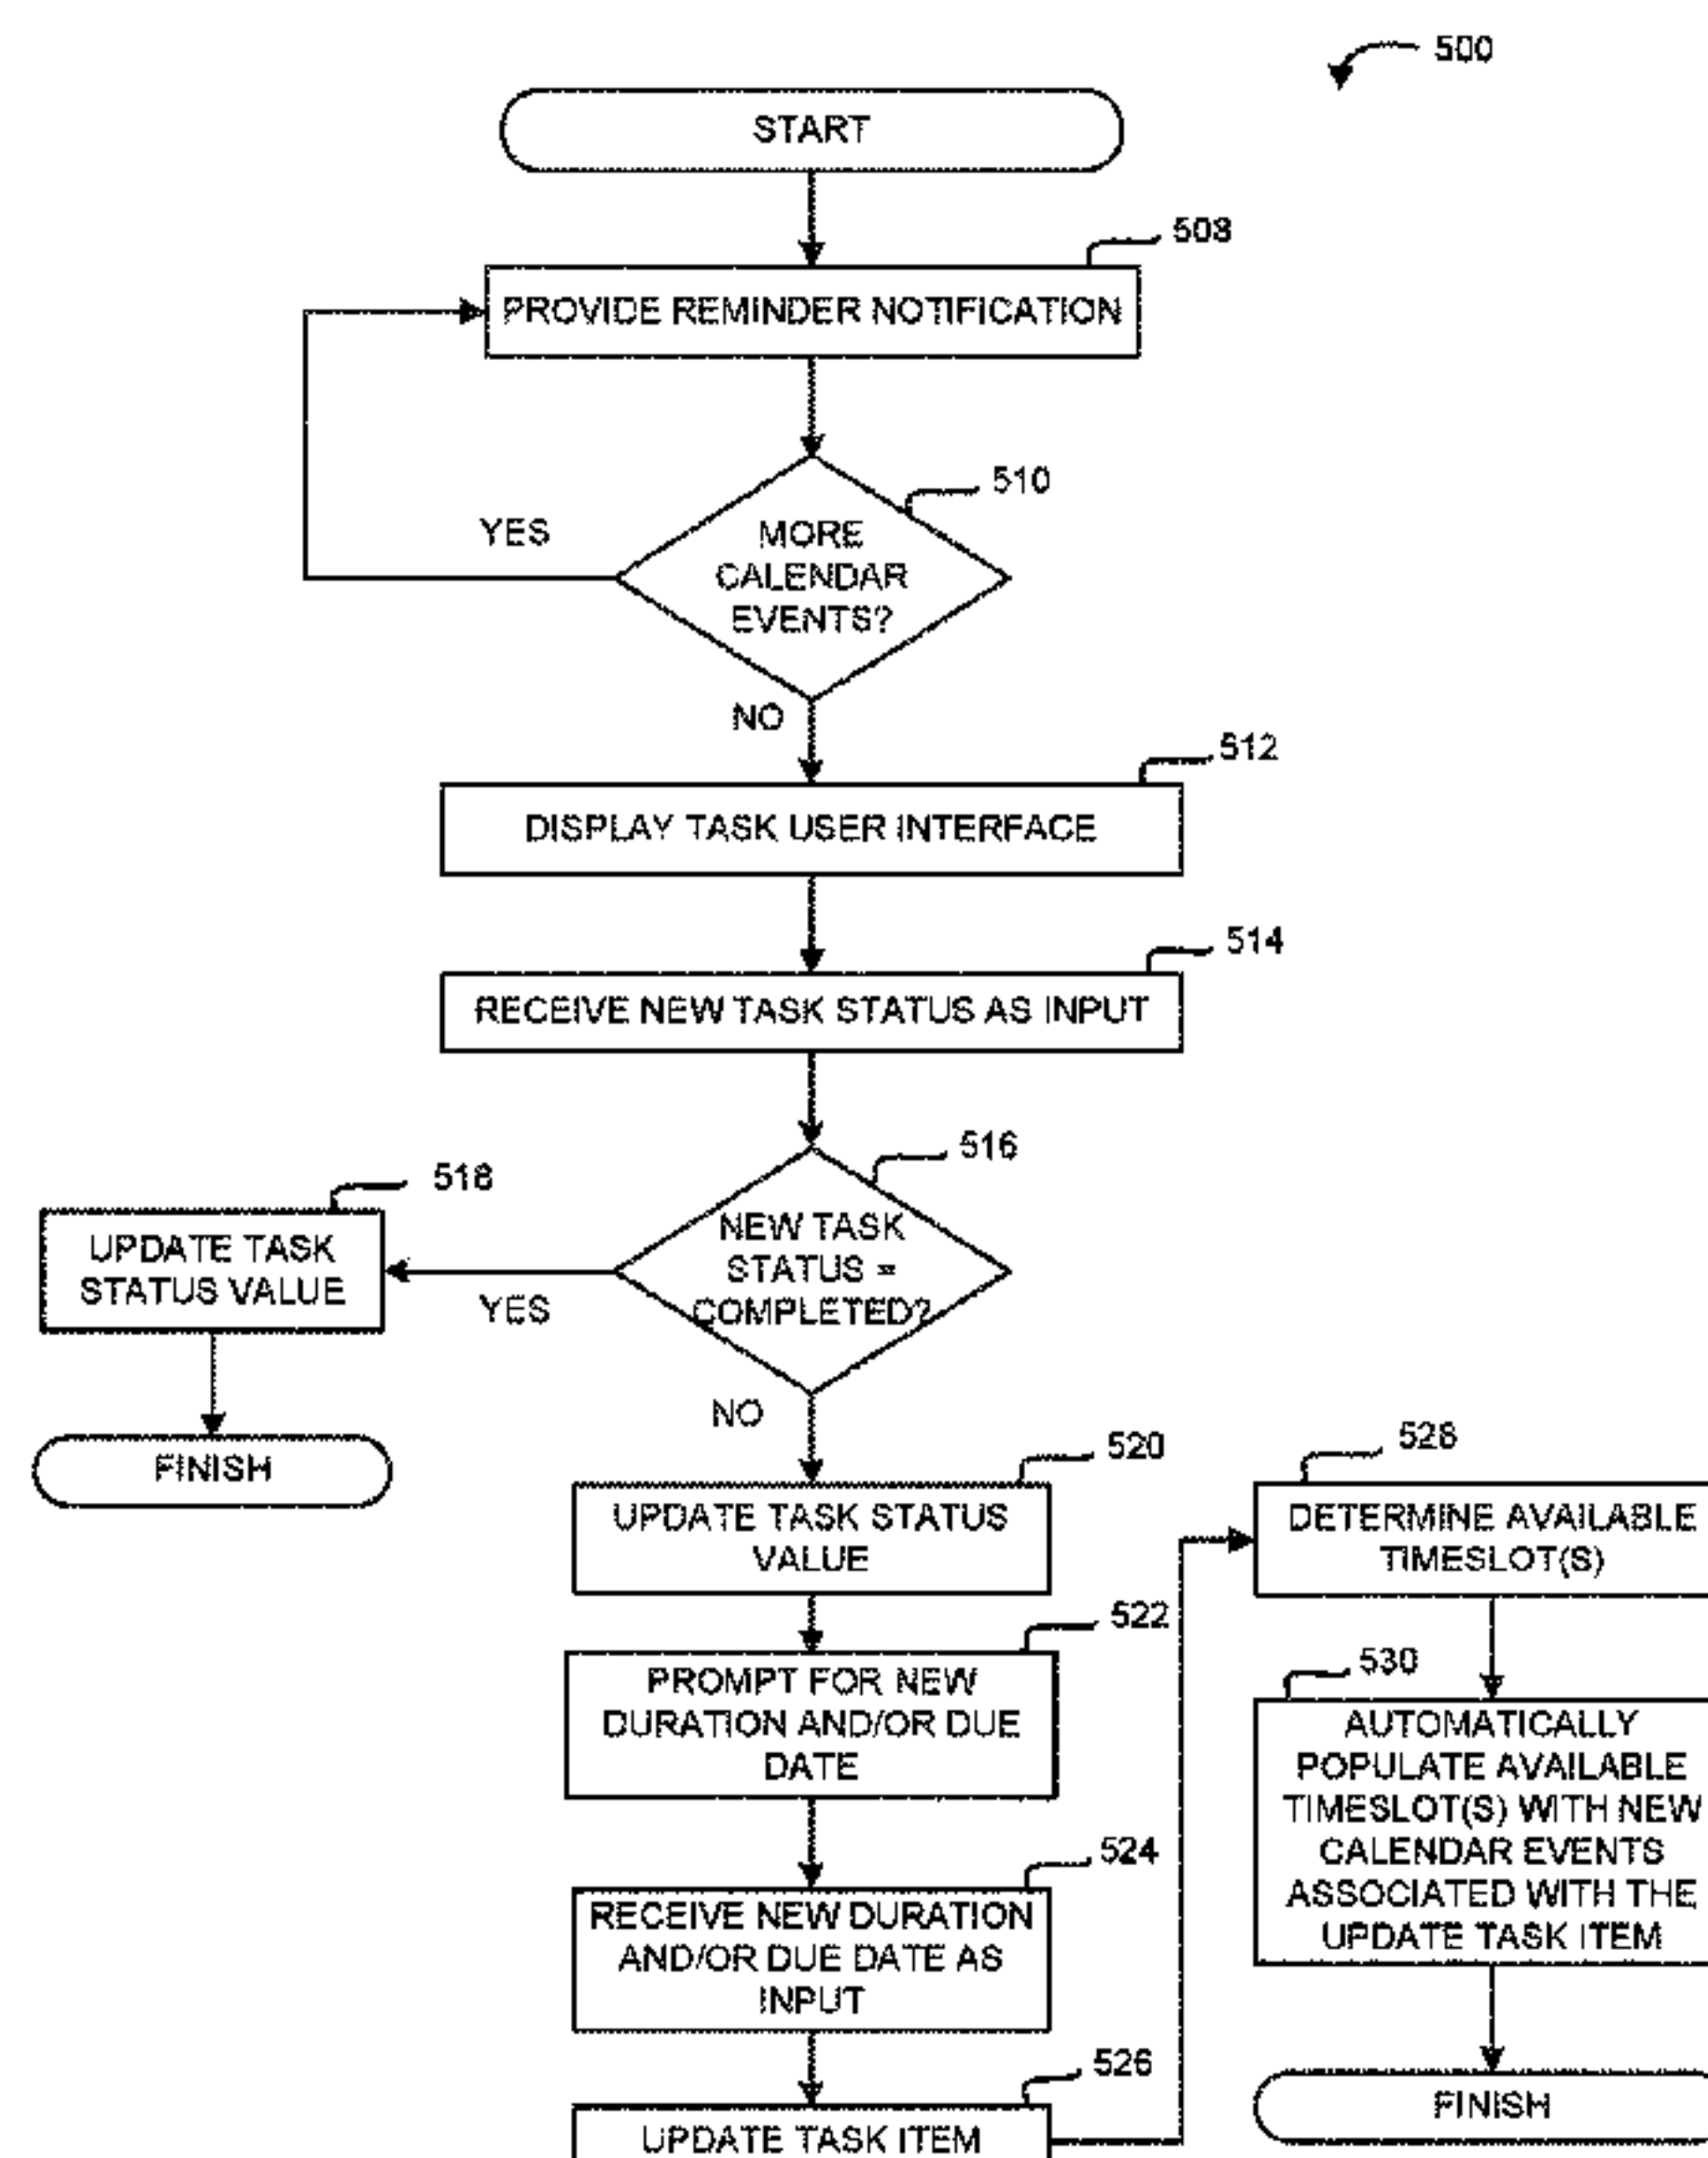 500
START
508
PROVIDE REMINDER NOTIFICATION
510
YES
MORE
CALENDAR
EVENTS?
NO
512
DISPLAY TASK USER INTERFACE
514
RECEIVE NEW TASK STATUS AS INPUT
516
518
NEW TASK
STATUS =
COMPLETED?
UPDATE TASK
STATUS VALUE
YES
NO
FINISH
520
UPDATE TASK STATUS
VALUE
522
PROMPT FOR NEW
DURATION AND/OR DUE
DATE
524
RECEIVE NEW DURATION
AND/OR DUE DATE AS
INPUT
526
UPDATE TASK ITEM
528
DETERMINE AVAILABLE
TIMESLOT(S)
530
AUTOMATICALLY
POPULATE AVAILABLE
TIMESLOT(S) WITH NEW
CALENDAR EVENTS
ASSOCIATED WITH THE
UPDATE TASK ITEM
FINISH